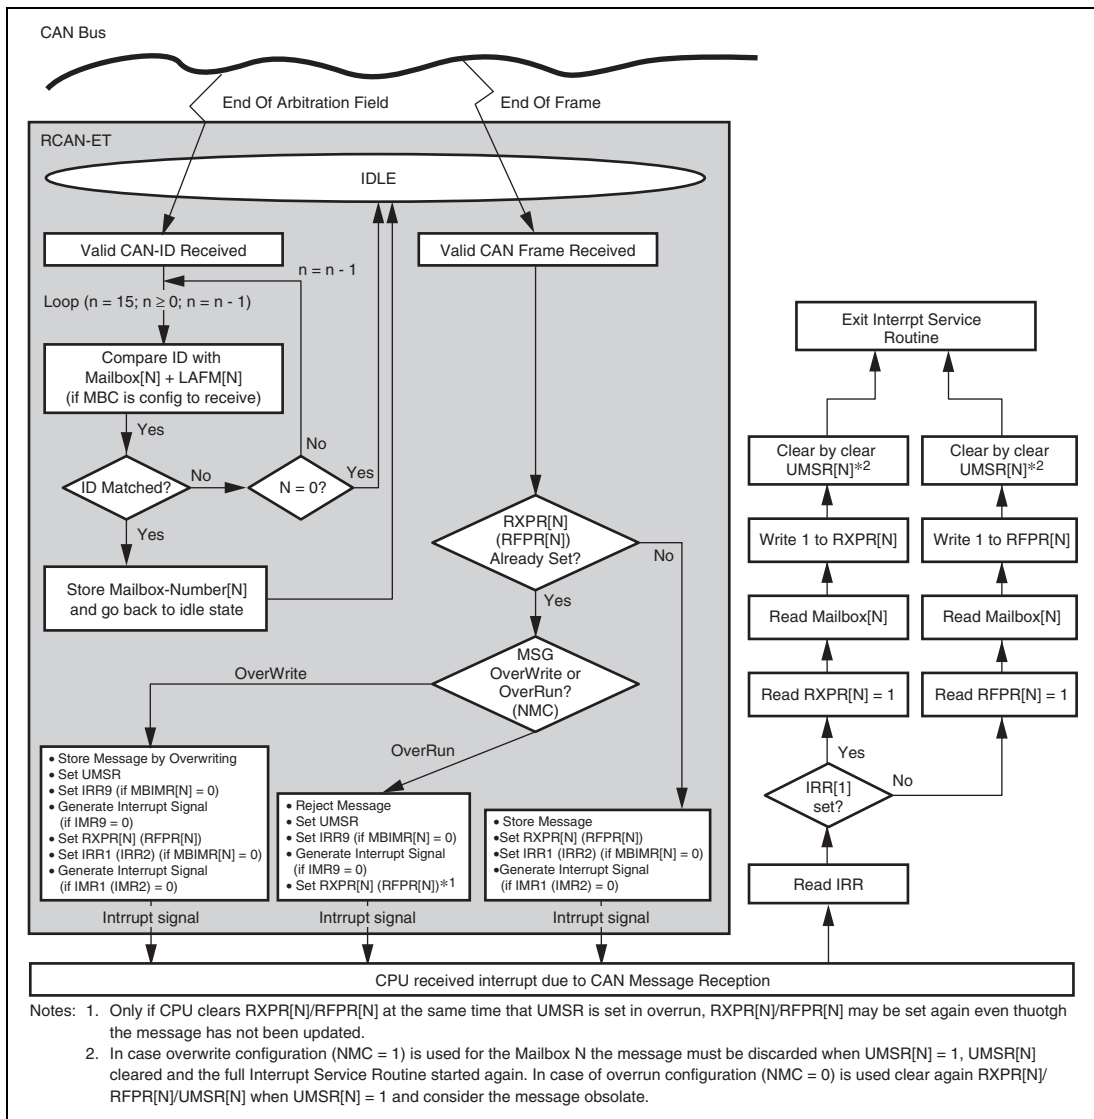 CAN Bus
End Of Arbitration Field
End Of Frame
RCAN-ET
IDLE
Valid CAN-ID Received
Valid CAN Frame Received
n = n - 1
Loop (n = 15; n ≥ 0; n = n - 1)
Compare ID with
Mailbox[N] + LAFM[N]
(if MBC is config to receive)
Yes
No
ID Matched?
No
N = 0?
Yes
Yes
Store Mailbox-Number[N]
and go back to idle state
RXPR[N]
(RFPR[N])
Already Set?
No
Yes
MSG
OverWrite or
OverRun?
(NMC)
OverWrite
OverRun
• Store Message by Overwriting
• Set UMSR
• Set IRR9 (if MBIMR[N] = 0)
• Generate Interrupt Signal
(if IMR9 = 0)
• Set RXPR[N] (RFPR[N])
• Set IRR1 (IRR2) (if MBIMR[N] = 0)
• Generate Interrupt Signal
(if IMR1 (IMR2) = 0)
• Reject Message
• Set UMSR
• Set IRR9 (if MBIMR[N] = 0)
• Generate Interrupt Signal
(if IMR9 = 0)
• Set RXPR[N] (RFPR[N])*1
• Store Message
•Set RXPR[N] (RFPR[N])
•Set IRR1 (IRR2) (if MBIMR[N] = 0)
•Generate Interrupt Signal
(if IMR1 (IMR2) = 0)
Intrrupt signal
Intrrupt signal
Intrrupt signal
Exit Interrpt Service
Routine
Clear by clear
UMSR[N]*2
Clear by clear
UMSR[N]*2
Write 1 to RXPR[N]
Write 1 to RFPR[N]
Read Mailbox[N]
Read Mailbox[N]
Read RXPR[N] = 1
Read RFPR[N] = 1
Yes
IRR[1]
set?
No
Read IRR
CPU received interrupt due to CAN Message Reception
Notes: 1. Only if CPU clears RXPR[N]/RFPR[N] at the same time that UMSR is set in overrun, RXPR[N]/RFPR[N] may be set again even thuotgh
the message has not been updated.
2. In case overwrite configuration (NMC = 1) is used for the Mailbox N the message must be discarded when UMSR[N] = 1, UMSR[N]
cleared and the full Interrupt Service Routine started again. In case of overrun configuration (NMC = 0) is used clear again RXPR[N]/
RFPR[N]/UMSR[N] when UMSR[N] = 1 and consider the message obsolate.